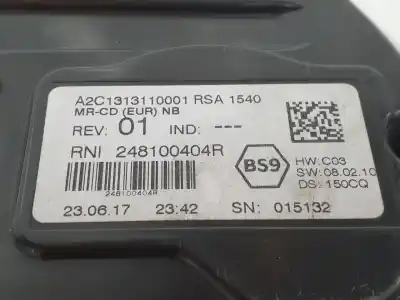 A2C1313110001 RSA 1540
MR-CD (EUR) NB
REV: 01 IND: ---
RNI 248100404R
BS9
HW:C03
SW:08.02.10
DS:150CQ
248100404R
23.06.17 23:42 SN: 015132